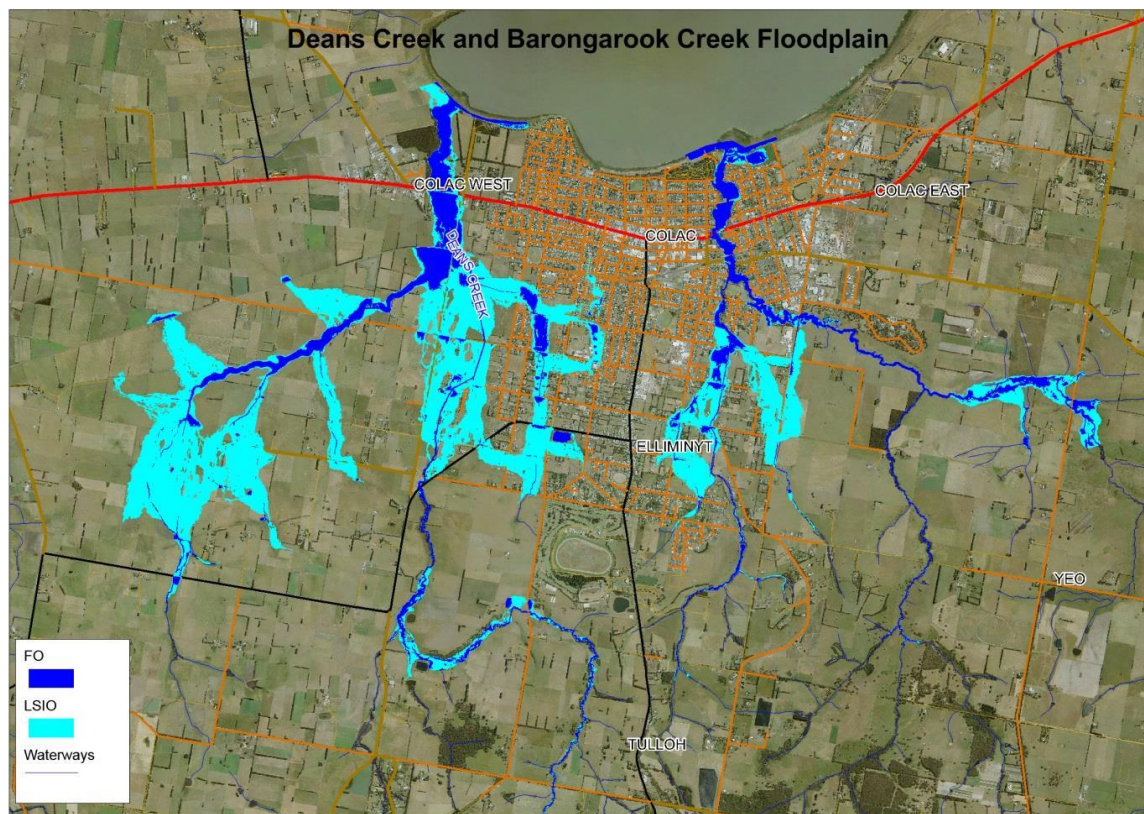 Deans Creek and Barongarook Creek Floodplain
COLAC WEST
COLAC EAST
COLAC
DEANS CREEK
ELLIMINYT
YEO
TULLOH
FO
LSIO
Waterways